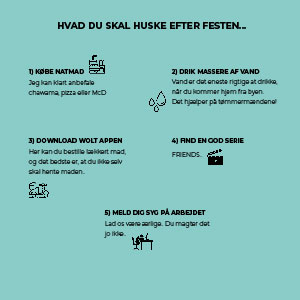 HVAD DU SKAL HUSKE EFTER FESTEN...
1) KØBE NATMAD
Jeg kan klart anbefale
chawarma, pizza eller McD
2) DRIK MASSERE AF VAND
Vand er det eneste rigtige at drikke,
når du kommer hjem fra byen.
Det hjælper på tømmermændene!
3) DOWNLOAD WOLT APPEN
Her kan du bestille lækkert mad,
og det bedste er, at du ikke selv
skal hente maden.
4) FIND EN GOD SERIE
FRIENDS.
5) MELD DIG SYG PÅ ARBEJDET
Lad os være ærlige. Du magter det
jo ikke.